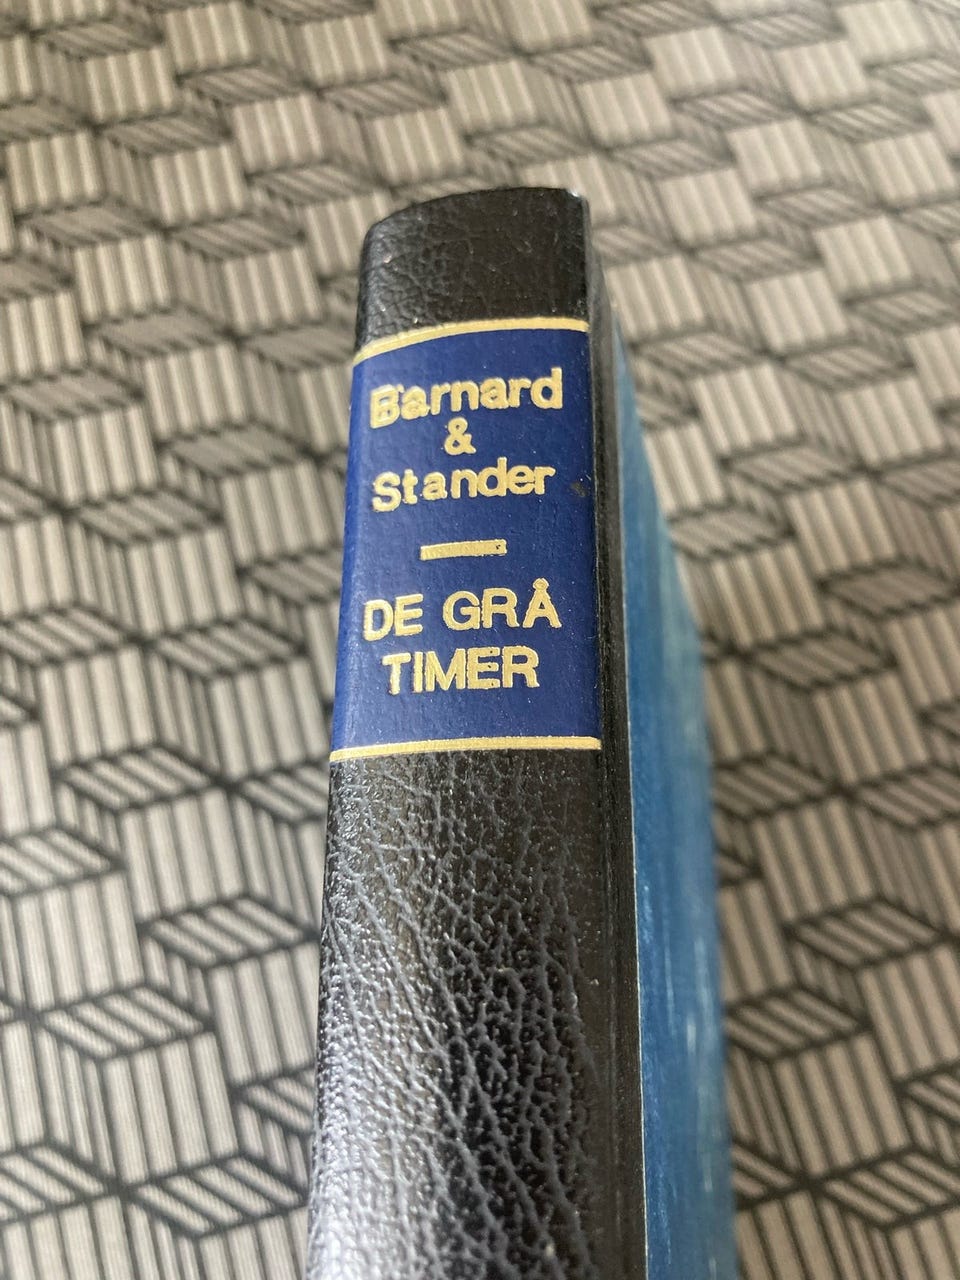 Barnard
&
Stander
—
DE GRÅ
TIMER